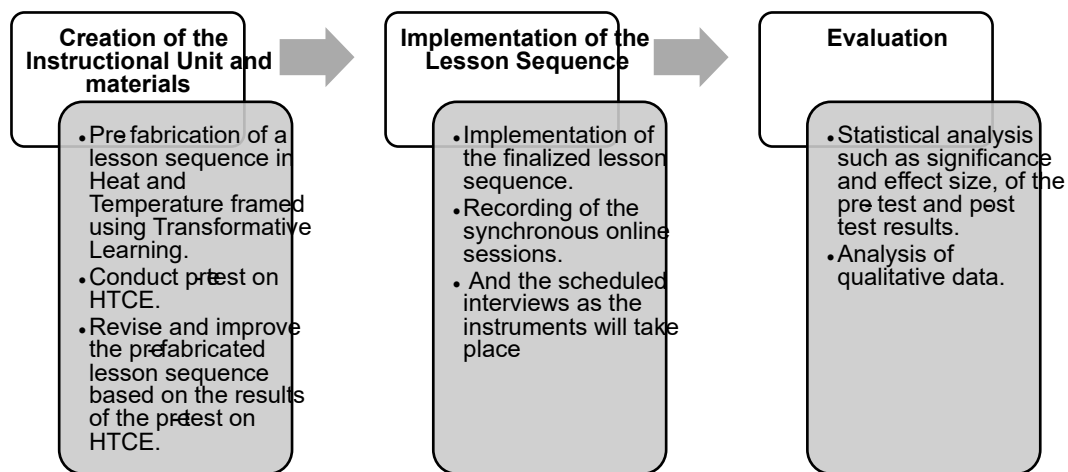 Creation of the
Instructional Unit and
materials
• Pre-fabrication of a
lesson sequence in
Heat and
Temperature framed
using Transformative
Learning.
• Conduct pre-test on
HTCE.
• Revise and improve
the pre-fabricated
lesson sequence
based on the results
of the pre-test on
HTCE.
Implementation of the
Lesson Sequence
• Implementation of
the finalized lesson
sequence.
• Recording of the
synchronous online
sessions.
• And the scheduled
interviews as the
instruments will take
place
Evaluation
• Statistical analysis
such as significance
and effect size, of the
pre-test and post-
test results.
• Analysis of
qualitative data.